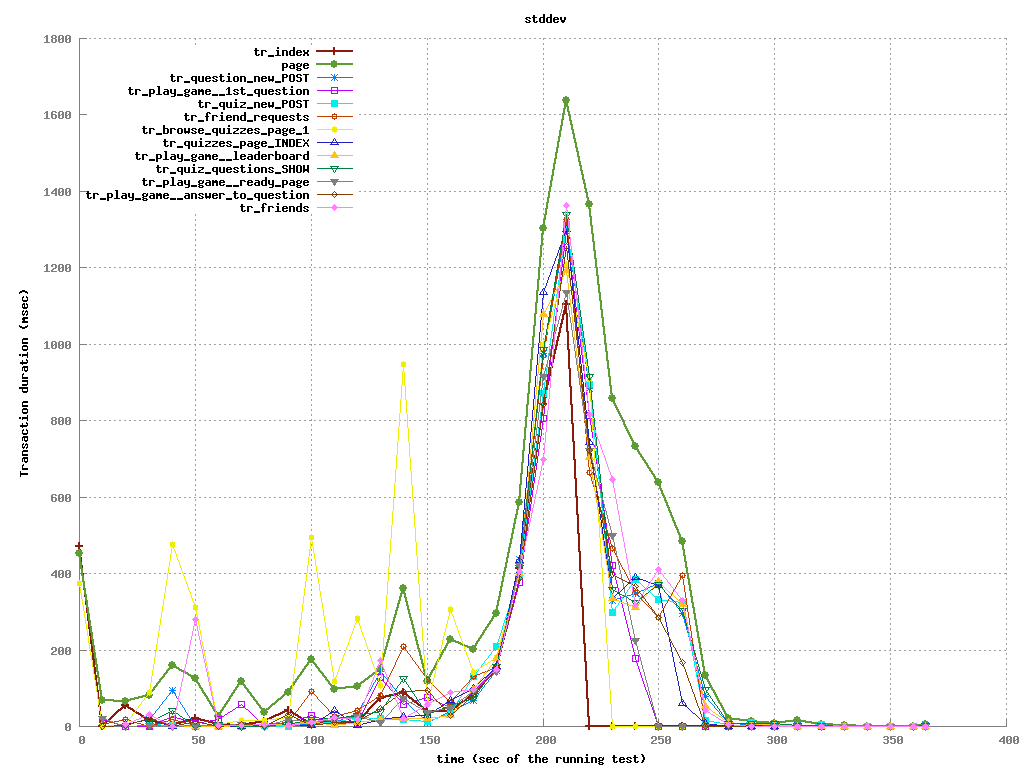 stddev
1800
1600
1400
1200
1000
800
600
400
200
0
Transaction duration (msec)
tr_index
page
tr_question_new_POST
tr_play_game__1st_question
tr_quiz_new_POST
tr_friend_requests
tr_browse_quizzes_page_1
tr_quizzes_page_INDEX
tr_play_game__leaderboard
tr_quiz_questions_SHOW
tr_play_game__ready_page
tr_play_game__answer_to_question
tr_friends
0 50 100 150 200 250 300 350 400
time (sec of the running test)